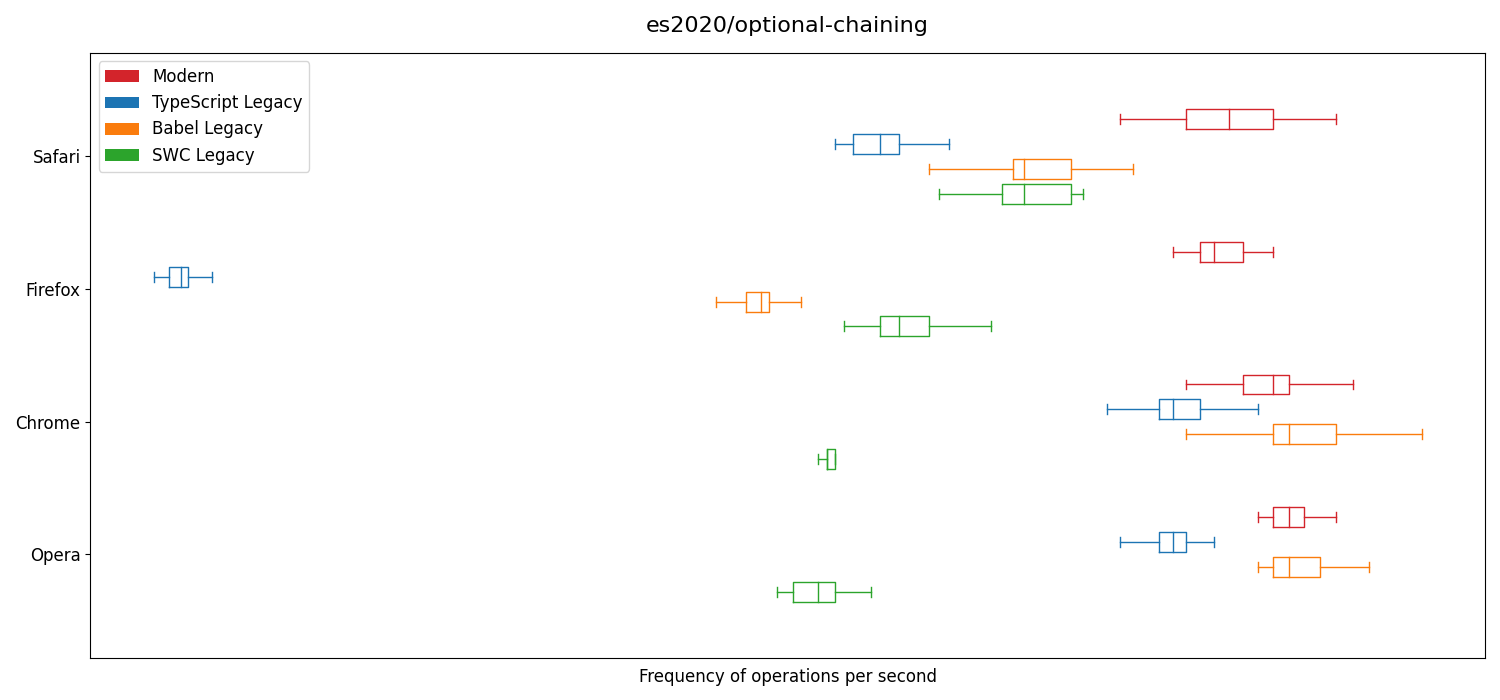 es2020/optional-chaining
Modern
TypeScript Legacy
Babel Legacy
SWC Legacy
Safari
Firefox
Chrome
Opera
Frequency of operations per second